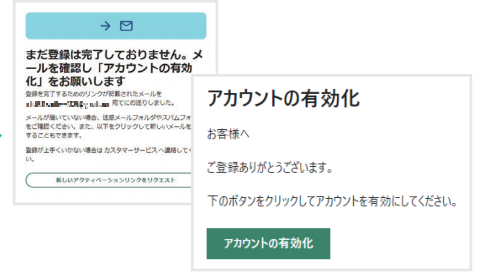 まだ登録は完了しておりません。メ
ールを確認し「アカウントの有効
化」をお願いします
登録を完了するためのリンクが記載されたメールを
宛てにお送りしました。
メールが届いていない場合、迷惑メールフォルダやスパムフォ
をご確認ください。また、以下をクリックして新しいメールを
することもできます。
登録が上手くいかない場合は カスタマーサービス へ連絡して
い。
新しいアクティベーションリンクをリクエスト
アカウントの有効化
お客様へ
ご登録ありがとうございます。
下のボタンをクリックしてアカウントを有効にしてください。
アカウントの有効化